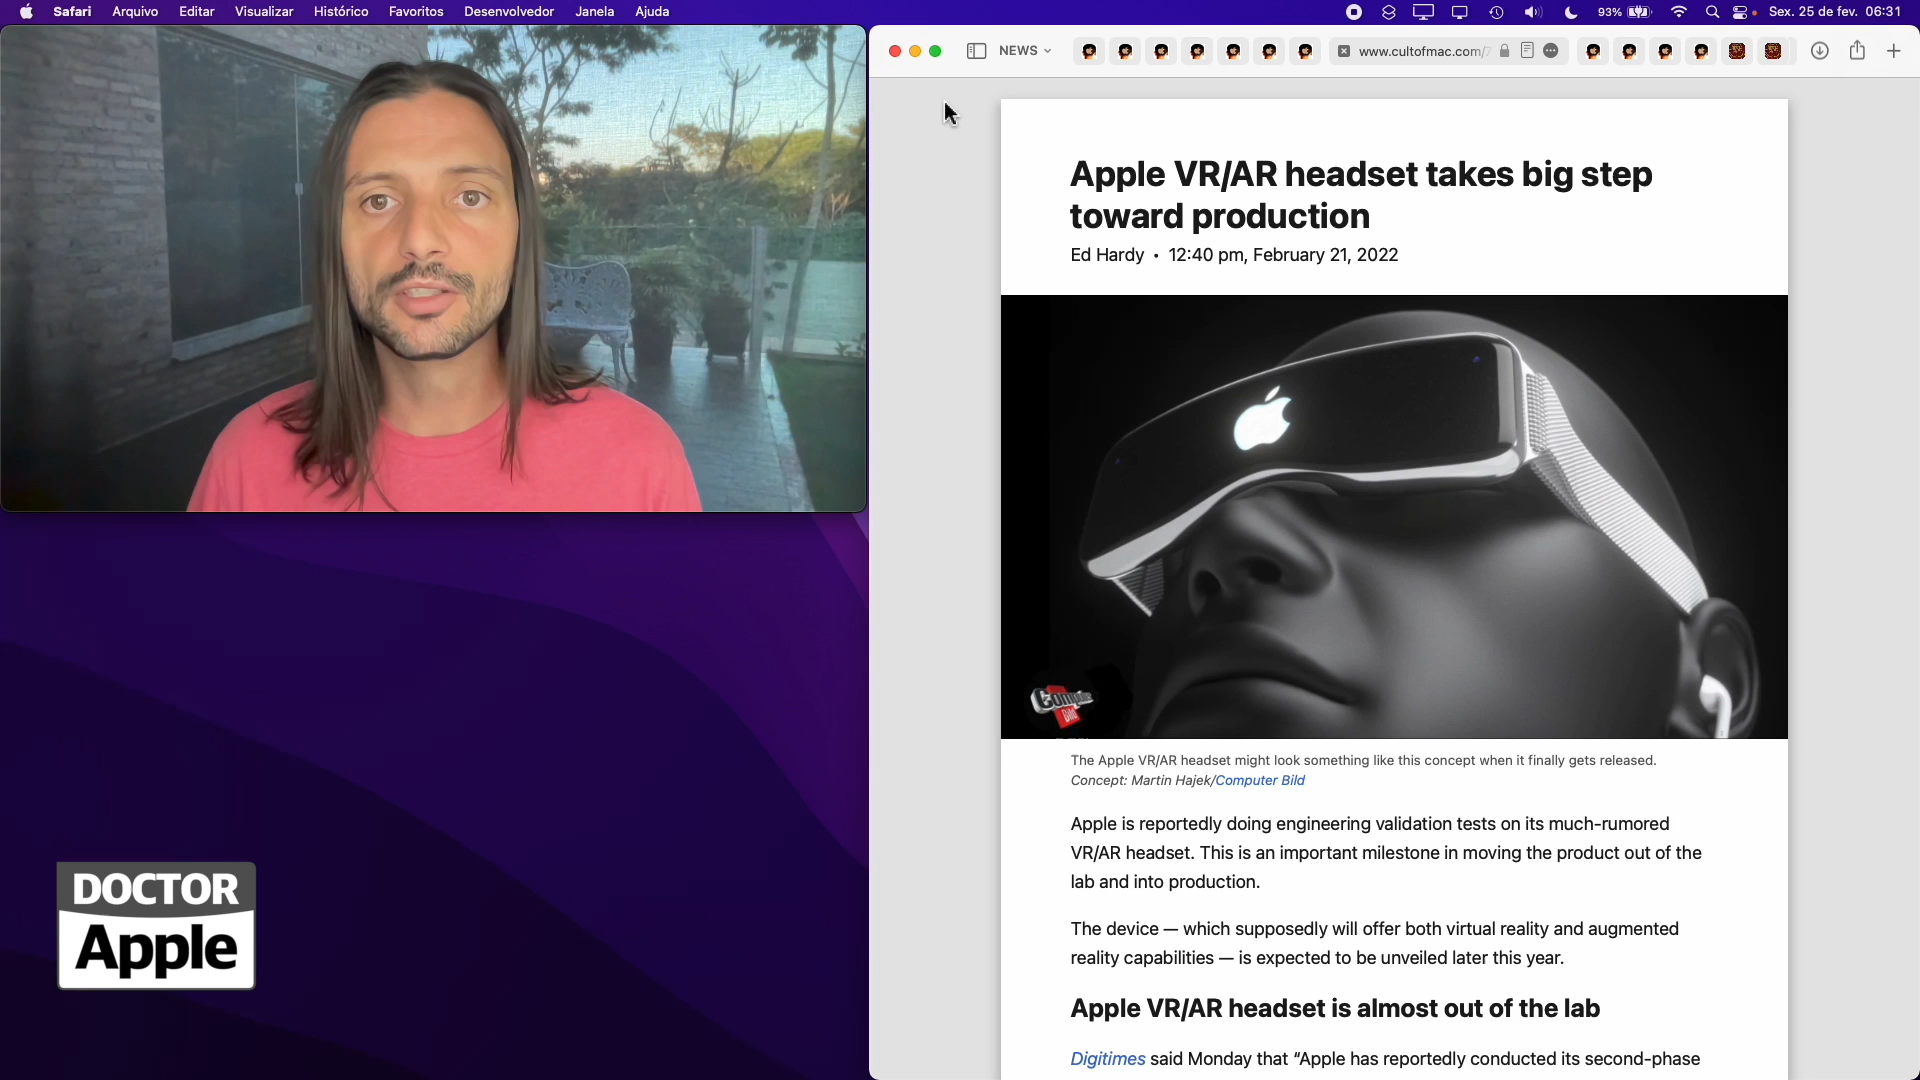 Safari Arquivo Editar Visualizar Histórico Favoritos Desenvolvedor Janela Ajuda
93% Sex. 25 de fev. 06:31
NEWS www.cultofmac.com/
Apple VR/AR headset takes big step
toward production
Ed Hardy • 12:40 pm, February 21, 2022
Computer
Bild
The Apple VR/AR headset might look something like this concept when it finally gets released.
Concept: Martin Hajek/Computer Bild
Apple is reportedly doing engineering validation tests on its much-rumored
VR/AR headset. This is an important milestone in moving the product out of the
lab and into production.
The device — which supposedly will offer both virtual reality and augmented
reality capabilities — is expected to be unveiled later this year.
Apple VR/AR headset is almost out of the lab
Digitimes said Monday that “Apple has reportedly conducted its second-phase
DOCTOR
Apple